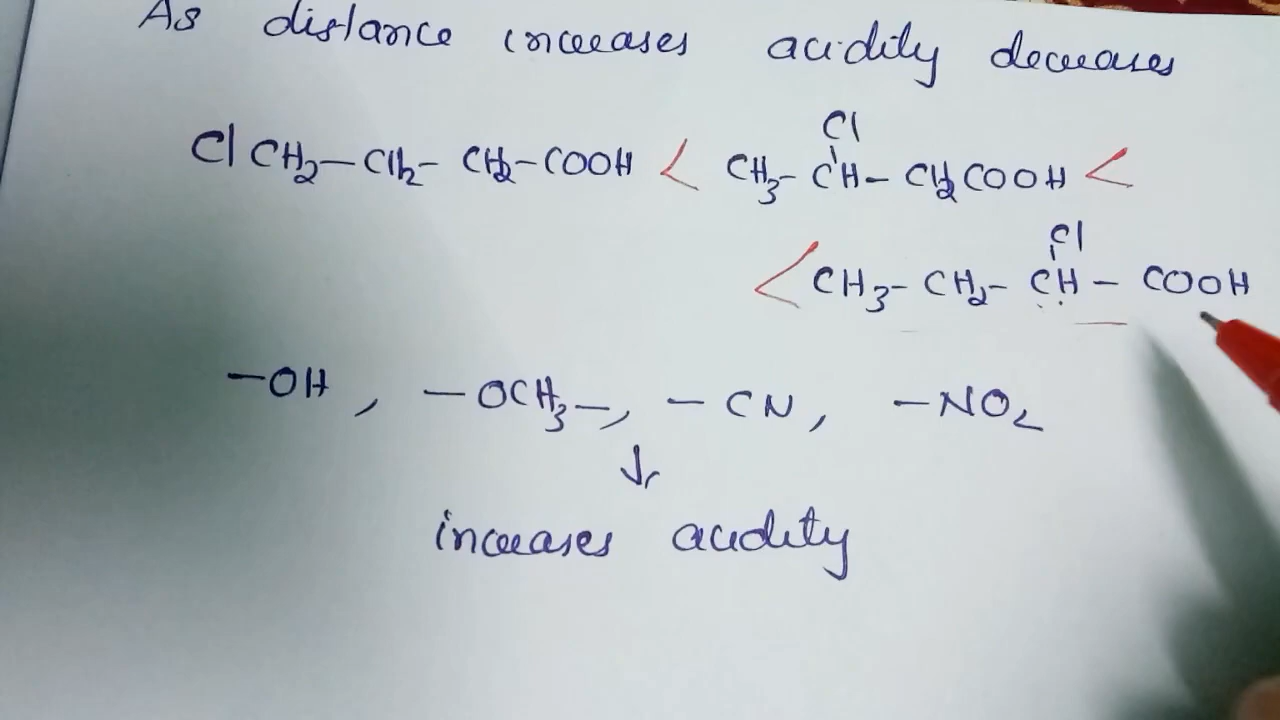 As distance increases acidity decreases
Cl
ClCH2—CH2—CH2—COOH < CH3—CH—CH2COOH <
Cl
<CH3—CH2—CH—COOH
—OH, —OCH3—, —CN, —NO2
↓
increases acidity